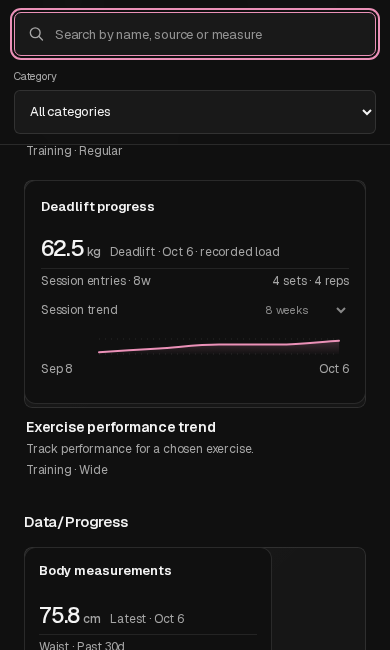 Search by name, source or measure
Category
All categories
Training · Regular
Deadlift progress
62.5 kg Deadlift · Oct 6 · recorded load
Session entries · 8w 4 sets · 4 reps
Session trend 8 weeks
Sep 8 Oct 6
Exercise performance trend
Track performance for a chosen exercise.
Training · Wide
Data/Progress
Body measurements
75.8 cm Latest · Oct 6
Waist · Past 30d